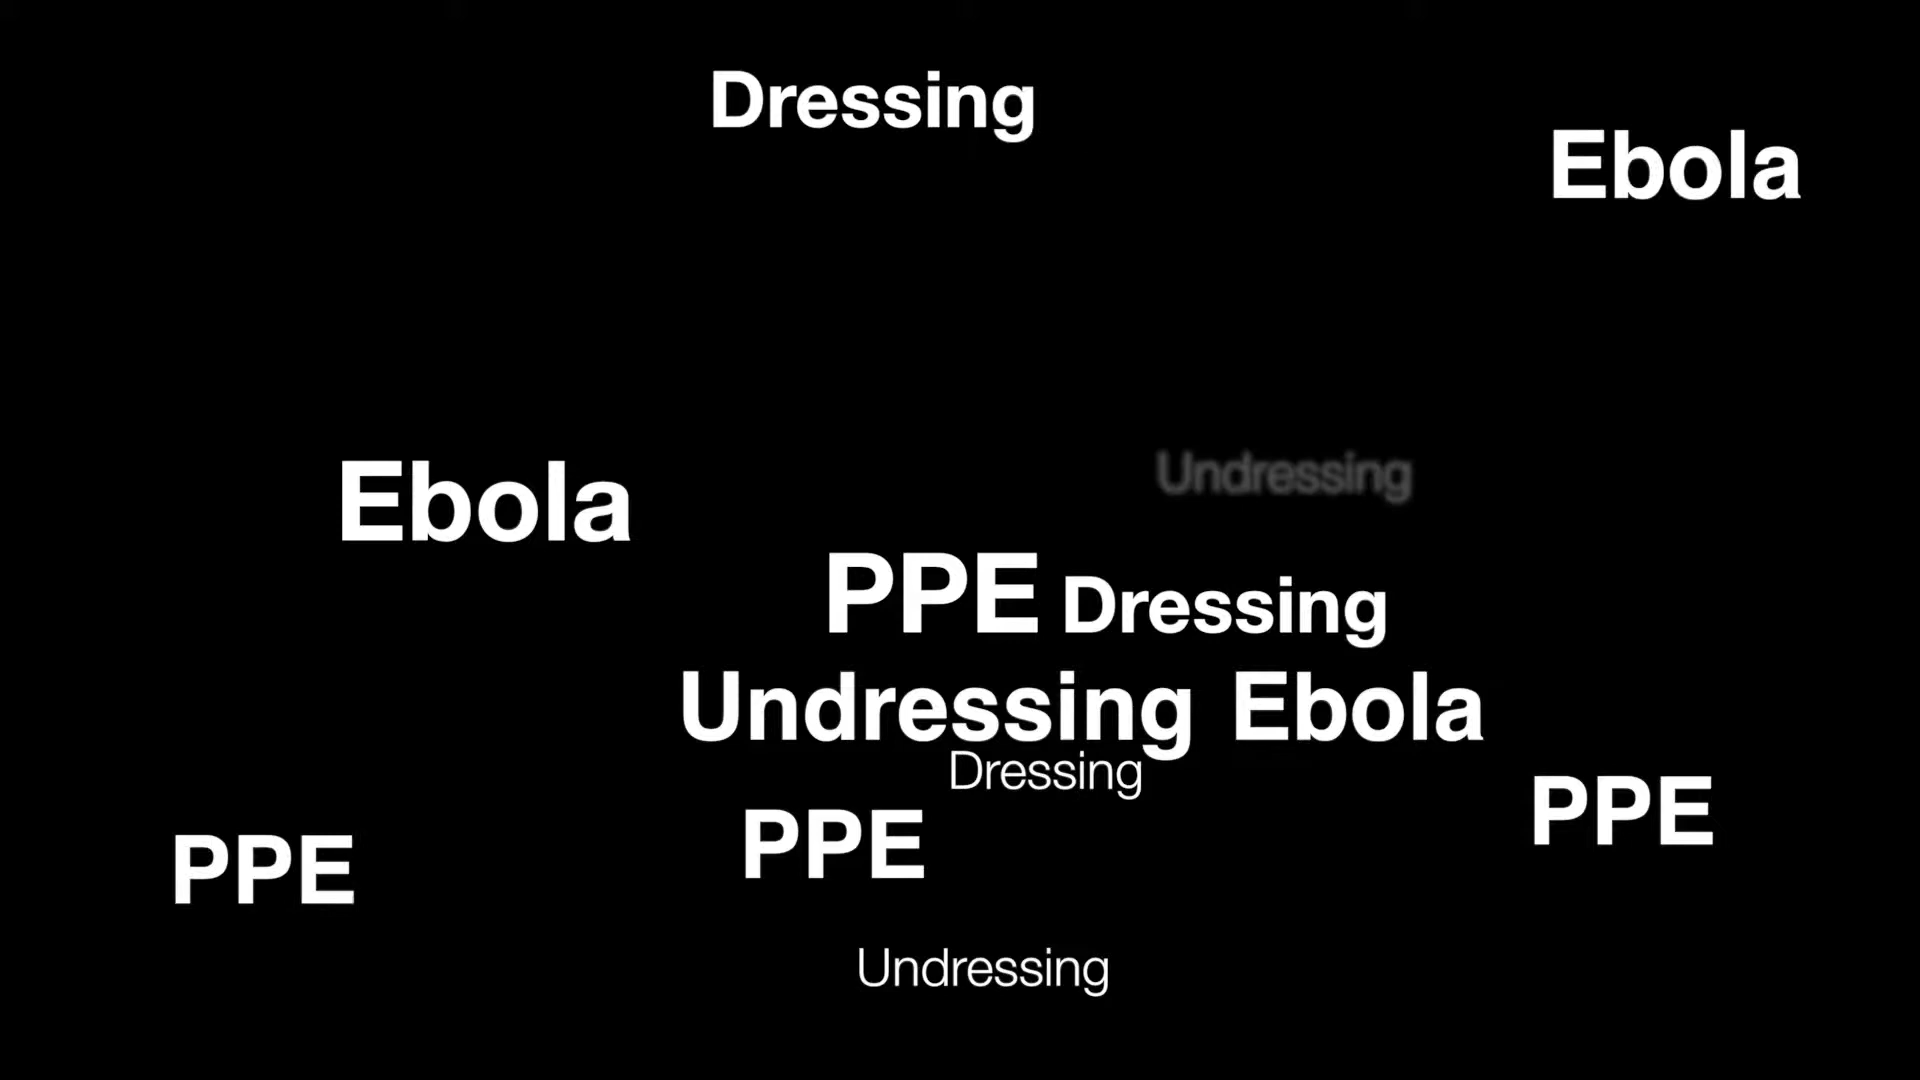 Dressing
Ebola
Ebola
Undressing
PPE Dressing
Undressing Ebola
Dressing
PPE
PPE
PPE
Undressing